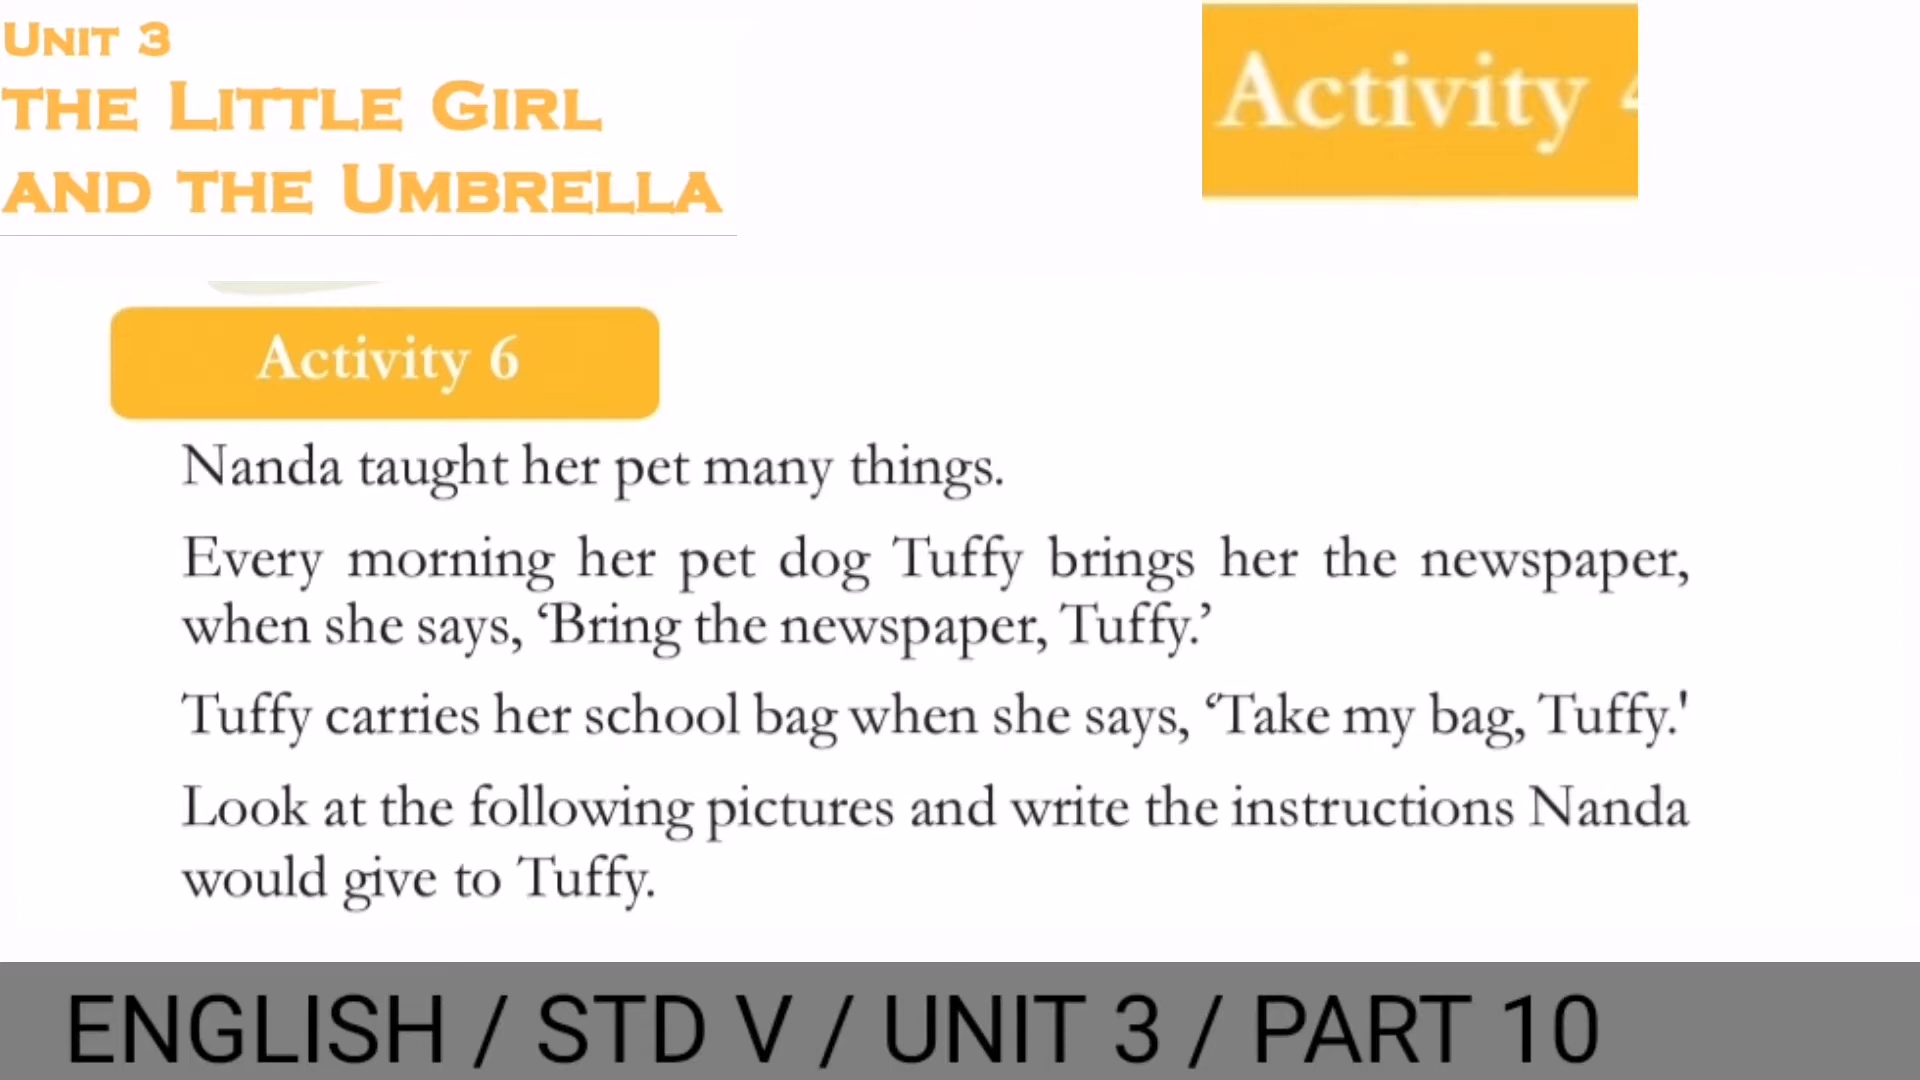 UNIT 3
THE LITTLE GIRL
AND THE UMBRELLA
Activity
Activity 6
Nanda taught her pet many things.
Every morning her pet dog Tuffy brings her the newspaper,
when she says, ‘Bring the newspaper, Tuffy.’
Tuffy carries her school bag when she says, ‘Take my bag, Tuffy.'
Look at the following pictures and write the instructions Nanda
would give to Tuffy.
ENGLISH / STD V / UNIT 3 / PART 10